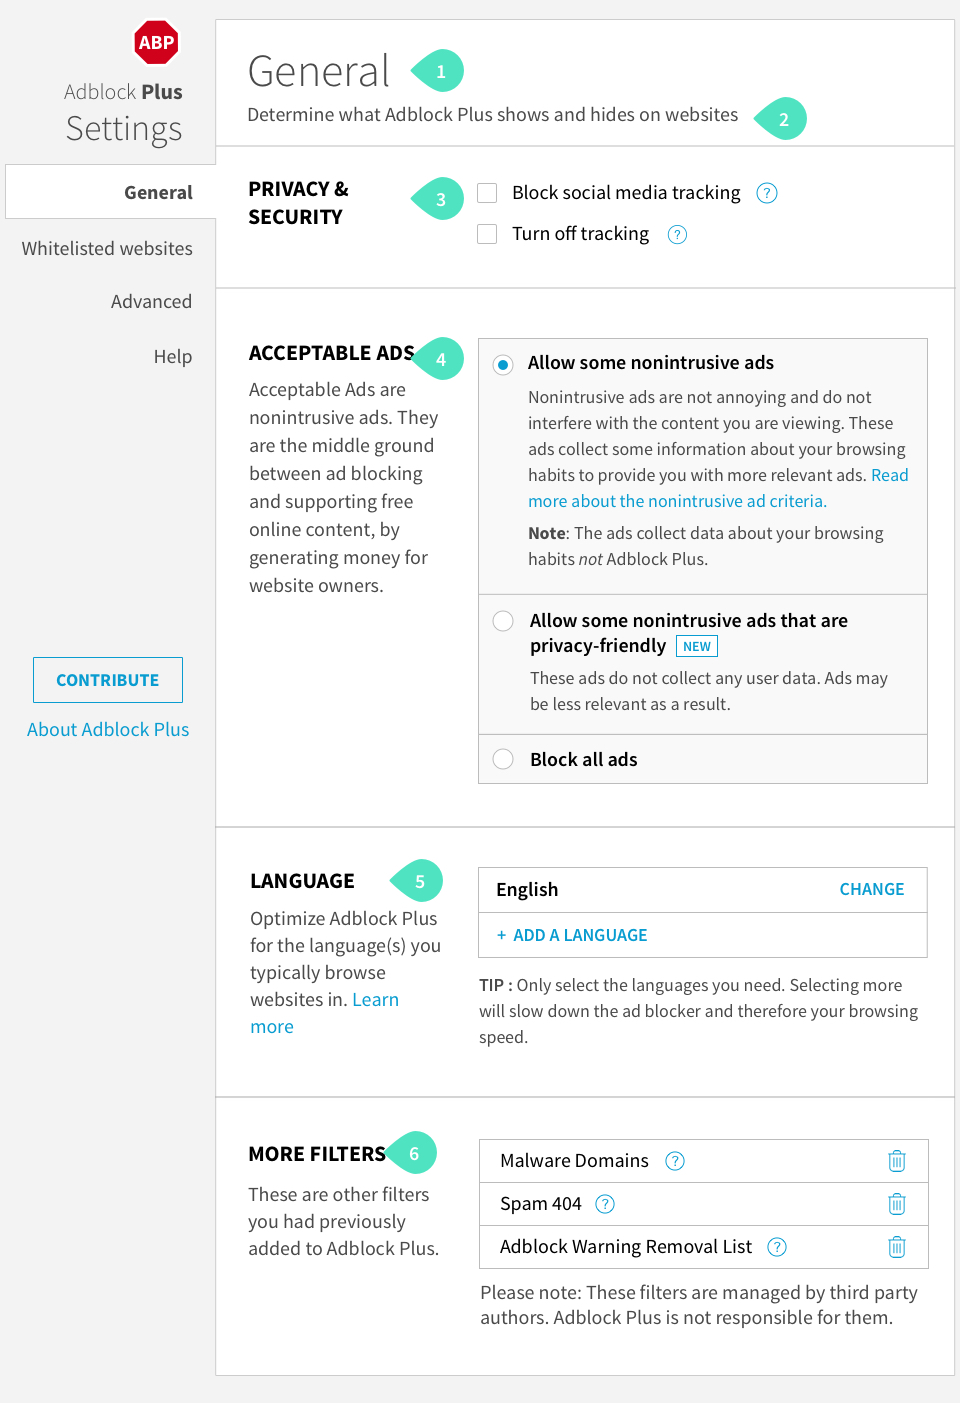 ABP
Adblock Plus
Settings
General
Whitelisted websites
Advanced
Help
CONTRIBUTE
About Adblock Plus
General
1
Determine what Adblock Plus shows and hides on websites
2
PRIVACY &
SECURITY
3
Block social media tracking ?
Turn off tracking ?
ACCEPTABLE ADS
4
Acceptable Ads are
nonintrusive ads. They
are the middle ground
between ad blocking
and supporting free
online content, by
generating money for
website owners.
Allow some nonintrusive ads
Nonintrusive ads are not annoying and do not
interfere with the content you are viewing. These
ads collect some information about your browsing
habits to provide you with more relevant ads. Read
more about the nonintrusive ad criteria.
Note: The ads collect data about your browsing
habits not Adblock Plus.
Allow some nonintrusive ads that are
privacy-friendly NEW
These ads do not collect any user data. Ads may
be less relevant as a result.
Block all ads
LANGUAGE
5
Optimize Adblock Plus
for the language(s) you
typically browse
websites in. Learn
more
English CHANGE
+ ADD A LANGUAGE
TIP : Only select the languages you need. Selecting more
will slow down the ad blocker and therefore your browsing
speed.
MORE FILTERS
6
These are other filters
you had previously
added to Adblock Plus.
Malware Domains ?
Spam 404 ?
Adblock Warning Removal List ?
Please note: These filters are managed by third party
authors. Adblock Plus is not responsible for them.